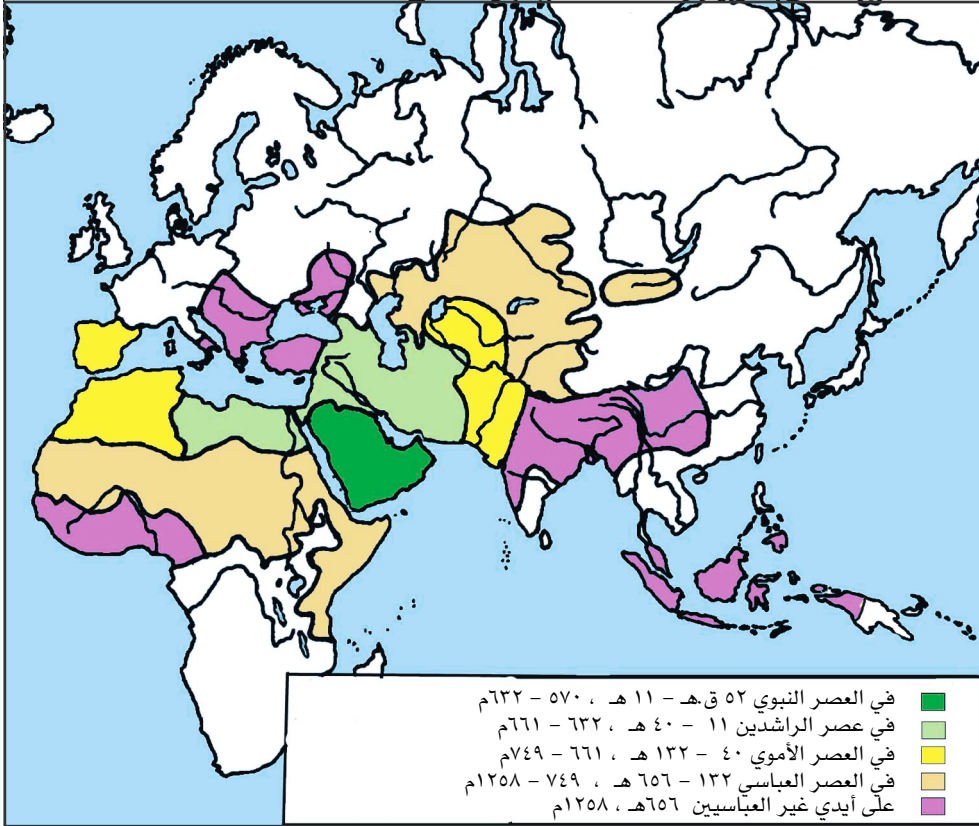 في العصر النبوي ٥٢ ق.هـ - ١١ هـ ، ٥٧٠ - ٦٣٢م
في عصر الراشدين ١١ - ٤٠ هـ ، ٦٣٢ - ٦٦١م
في العصر الأموي ٤٠ - ١٣٢ هـ ، ٦٦١ - ٧٤٩م
في العصر العباسي ١٣٢ - ٦٥٦ هـ ، ٧٤٩ - ١٢٥٨م
على أيدي غير العباسيين ٦٥٦هـ ، ١٢٥٨م